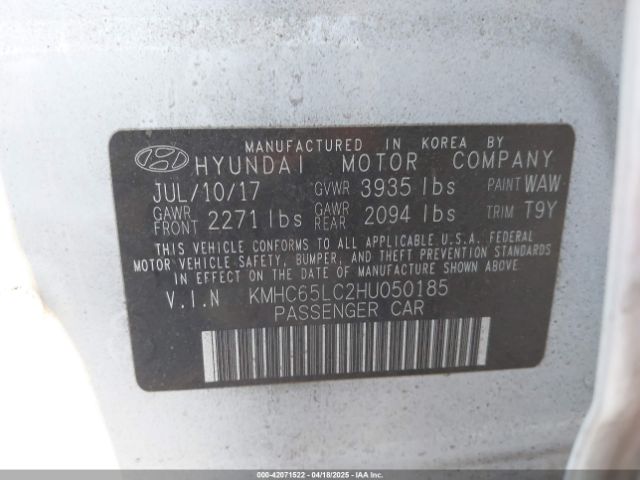 MANUFACTURED IN KOREA BY
HYUNDAI MOTOR COMPANY
JUL/10/17 GVWR 3935 lbs PAINT WAW
GAWR FRONT 2271 lbs GAWR REAR 2094 lbs TRIM T9Y
THIS VEHICLE CONFORMS TO ALL APPLICABLE U.S.A. FEDERAL
MOTOR VEHICLE SAFETY, BUMPER, AND THEFT PREVENTION STANDARDS
IN EFFECT ON THE DATE OF MANUFACTURE SHOWN ABOVE.
V.I.N KMHC65LC2HU050185
PASSENGER CAR
000-42071522 - 04/18/2025 - COPART/IAA